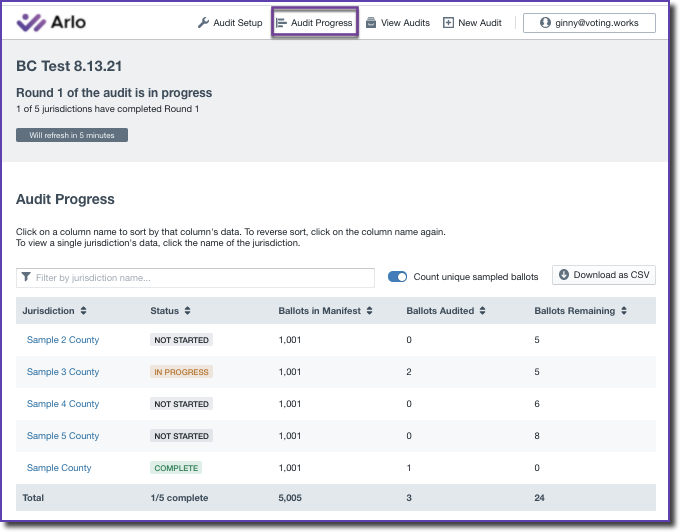 Arlo Audit Setup Audit Progress View Audits New Audit ginny@voting.works
BC Test 8.13.21
Round 1 of the audit is in progress
1 of 5 jurisdictions have completed Round 1
Will refresh in 5 minutes
Audit Progress
Click on a column name to sort by that column's data. To reverse sort, click on the column name again.
To view a single jurisdiction's data, click the name of the jurisdiction.
Filter by jurisdiction name... Count unique sampled ballots Download as CSV
Jurisdiction Status Ballots in Manifest Ballots Audited Ballots Remaining
Sample 2 County NOT STARTED 1,001 0 5
Sample 3 County IN PROGRESS 1,001 2 5
Sample 4 County NOT STARTED 1,001 0 6
Sample 5 County NOT STARTED 1,001 0 8
Sample County COMPLETE 1,001 1 0
Total 1/5 complete 5,005 3 24